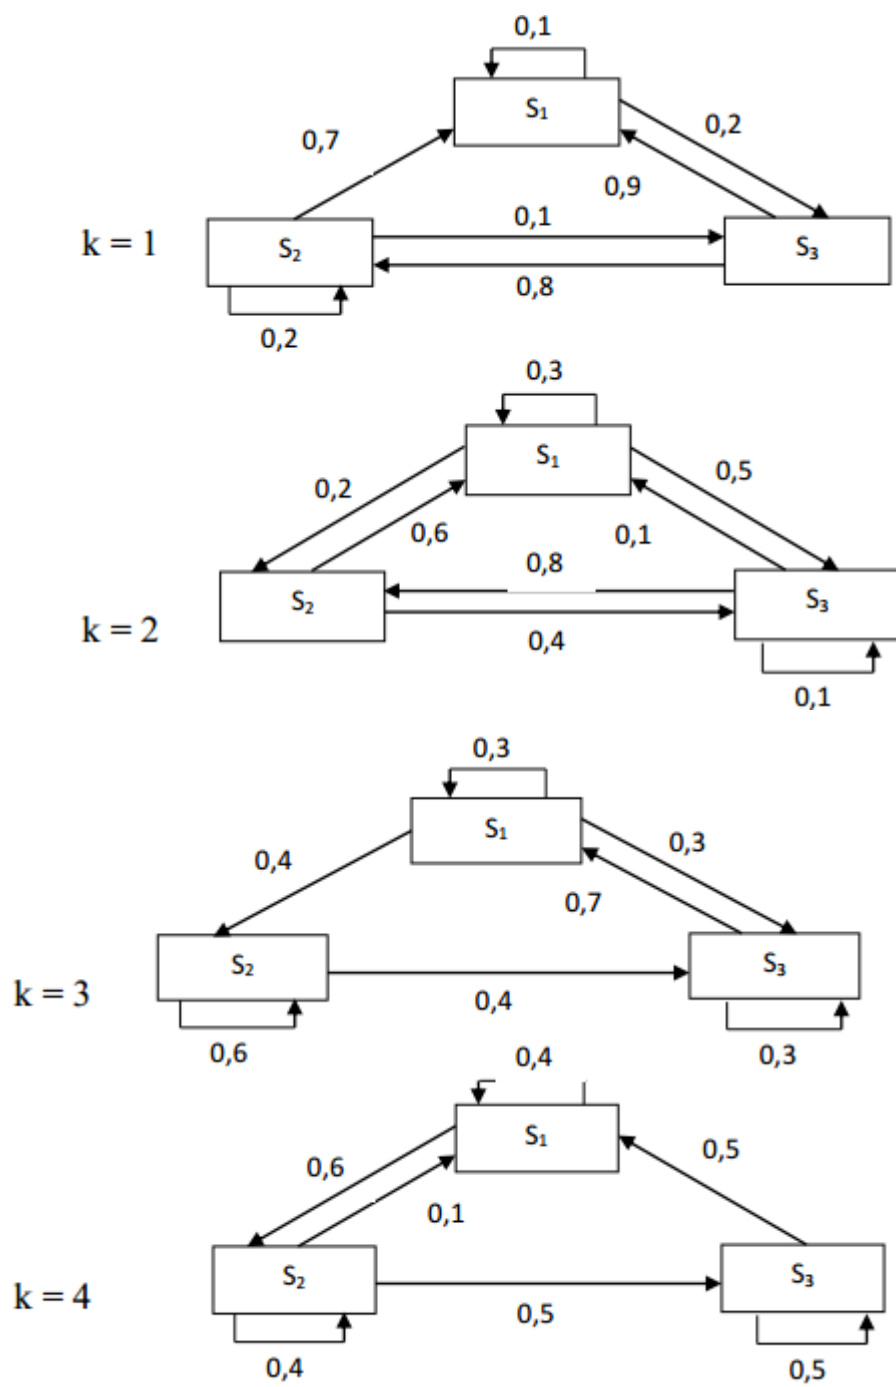 0,1
S₁
0,7
0,2
0,9
k = 1
S₂
0,1
S₃
0,8
0,2
0,3
S₁
0,2
0,5
0,6
0,1
0,8
k = 2
S₂
S₃
0,4
0,1
0,3
S₁
0,4
0,3
0,7
k = 3
S₂
S₃
0,4
0,6
0,3
0,4
S₁
0,6
0,5
0,1
k = 4
S₂
S₃
0,5
0,4
0,5